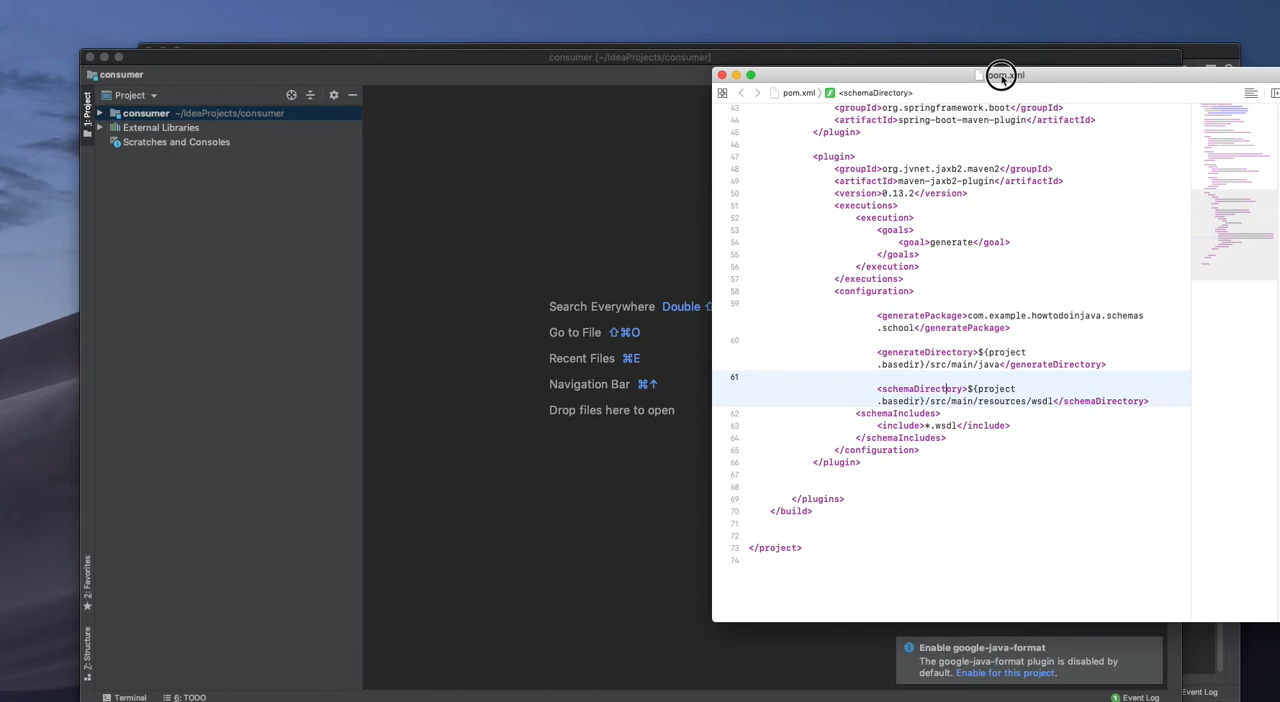 consumer [~/IdeaProjects/consumer]
consumer
1: Project
Project
consumer ~/IdeaProjects/consumer
External Libraries
Scratches and Consoles
Search Everywhere Double
Go to File ⇧⌘O
Recent Files ⌘E
Navigation Bar ⌘↑
Drop files here to open
2: Favorites
7: Structure
Terminal
6: TODO
pom.xml
pom.xml 〉 <schemaDirectory>
43 <groupId>org.springframework.boot</groupId>
44 <artifactId>spring-boot-maven-plugin</artifactId>
45 </plugin>
46
47 <plugin>
48 <groupId>org.jvnet.jaxb2.maven2</groupId>
49 <artifactId>maven-jaxb2-plugin</artifactId>
50 <version>0.13.2</version>
51 <executions>
52 <execution>
53 <goals>
54 <goal>generate</goal>
55 </goals>
56 </execution>
57 </executions>
58 <configuration>
59
<generatePackage>com.example.howtodoinjava.schemas
.school</generatePackage>
60
<generateDirectory>${project
.basedir}/src/main/java</generateDirectory>
61
<schemaDirectory>${project
.basedir}/src/main/resources/wsdl</schemaDirectory>
62 <schemaIncludes>
63 <include>*.wsdl</include>
64 </schemaIncludes>
65 </configuration>
66 </plugin>
67
68
69 </plugins>
70 </build>
71
72
73 </project>
74
Enable google-java-format
The google-java-format plugin is disabled by
default. Enable for this project.
1 Event Log
Event Log